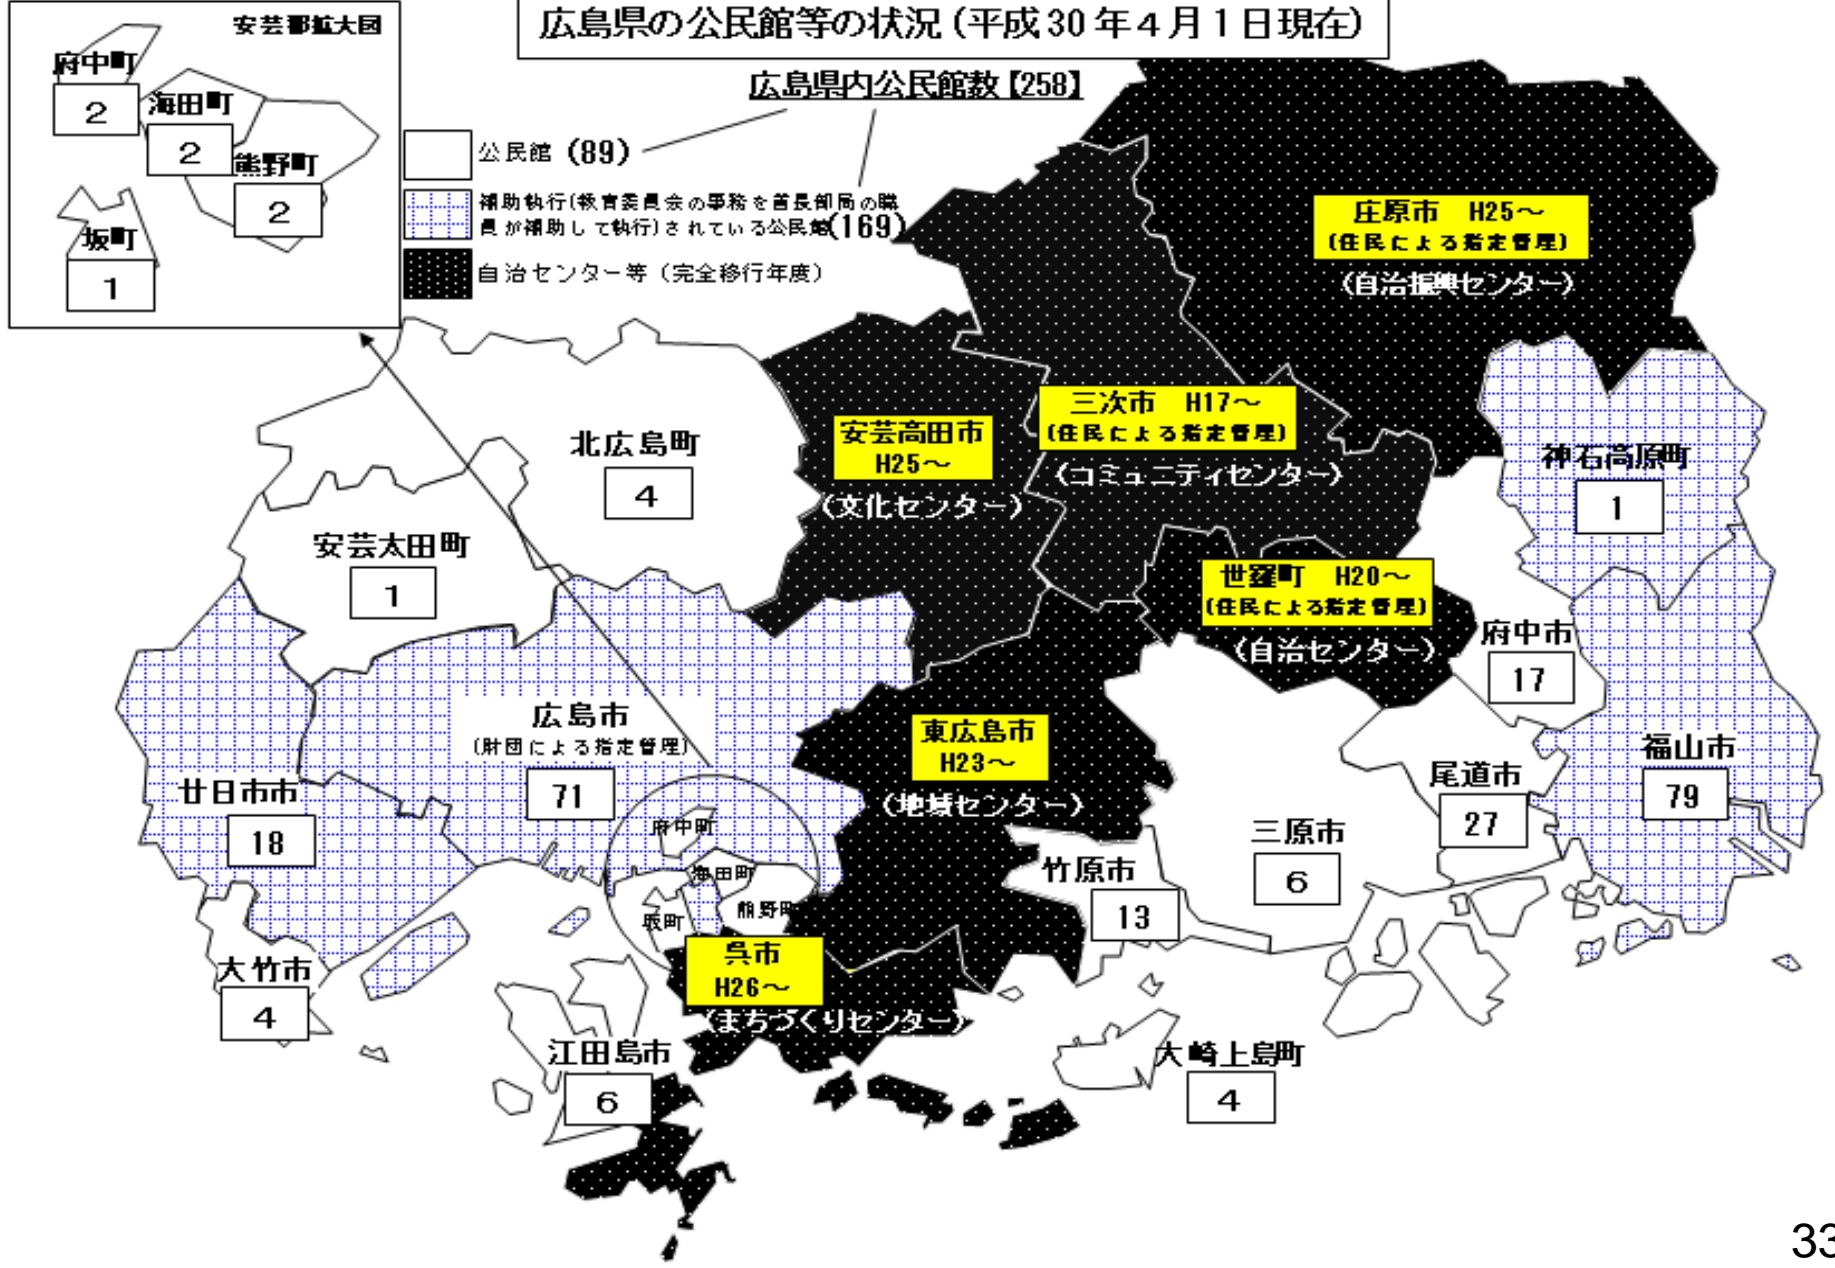 広島県の公民館等の状況(平成30年4月1日現在)
広島県内公民館数【258】
公民館(89)
補助執行(教育委員会の事務を首長部局の職
員が補助して執行)されている公民館(169)
自治センター等(完全移行年度)
安芸郡拡大図
府中町
2
海田町
2
熊野町
2
坂町
1
庄原市 H25～
(住民による指定管理)
(自治振興センター)
三次市 H17～
(住民による指定管理)
(コミュニティセンター)
安芸高田市
H25～
(文化センター)
北広島町
4
神石高原町
1
安芸太田町
1
世羅町 H20～
(住民による指定管理)
(自治センター)
府中市
17
広島市
(財団による指定管理)
71
東広島市
H23～
(地域センター)
福山市
79
尾道市
27
廿日市市
18
三原市
6
竹原市
13
府中町
海田町
熊野町
坂町
呉市
H26～
(まちづくりセンター)
大竹市
4
江田島市
6
大崎上島町
4
33